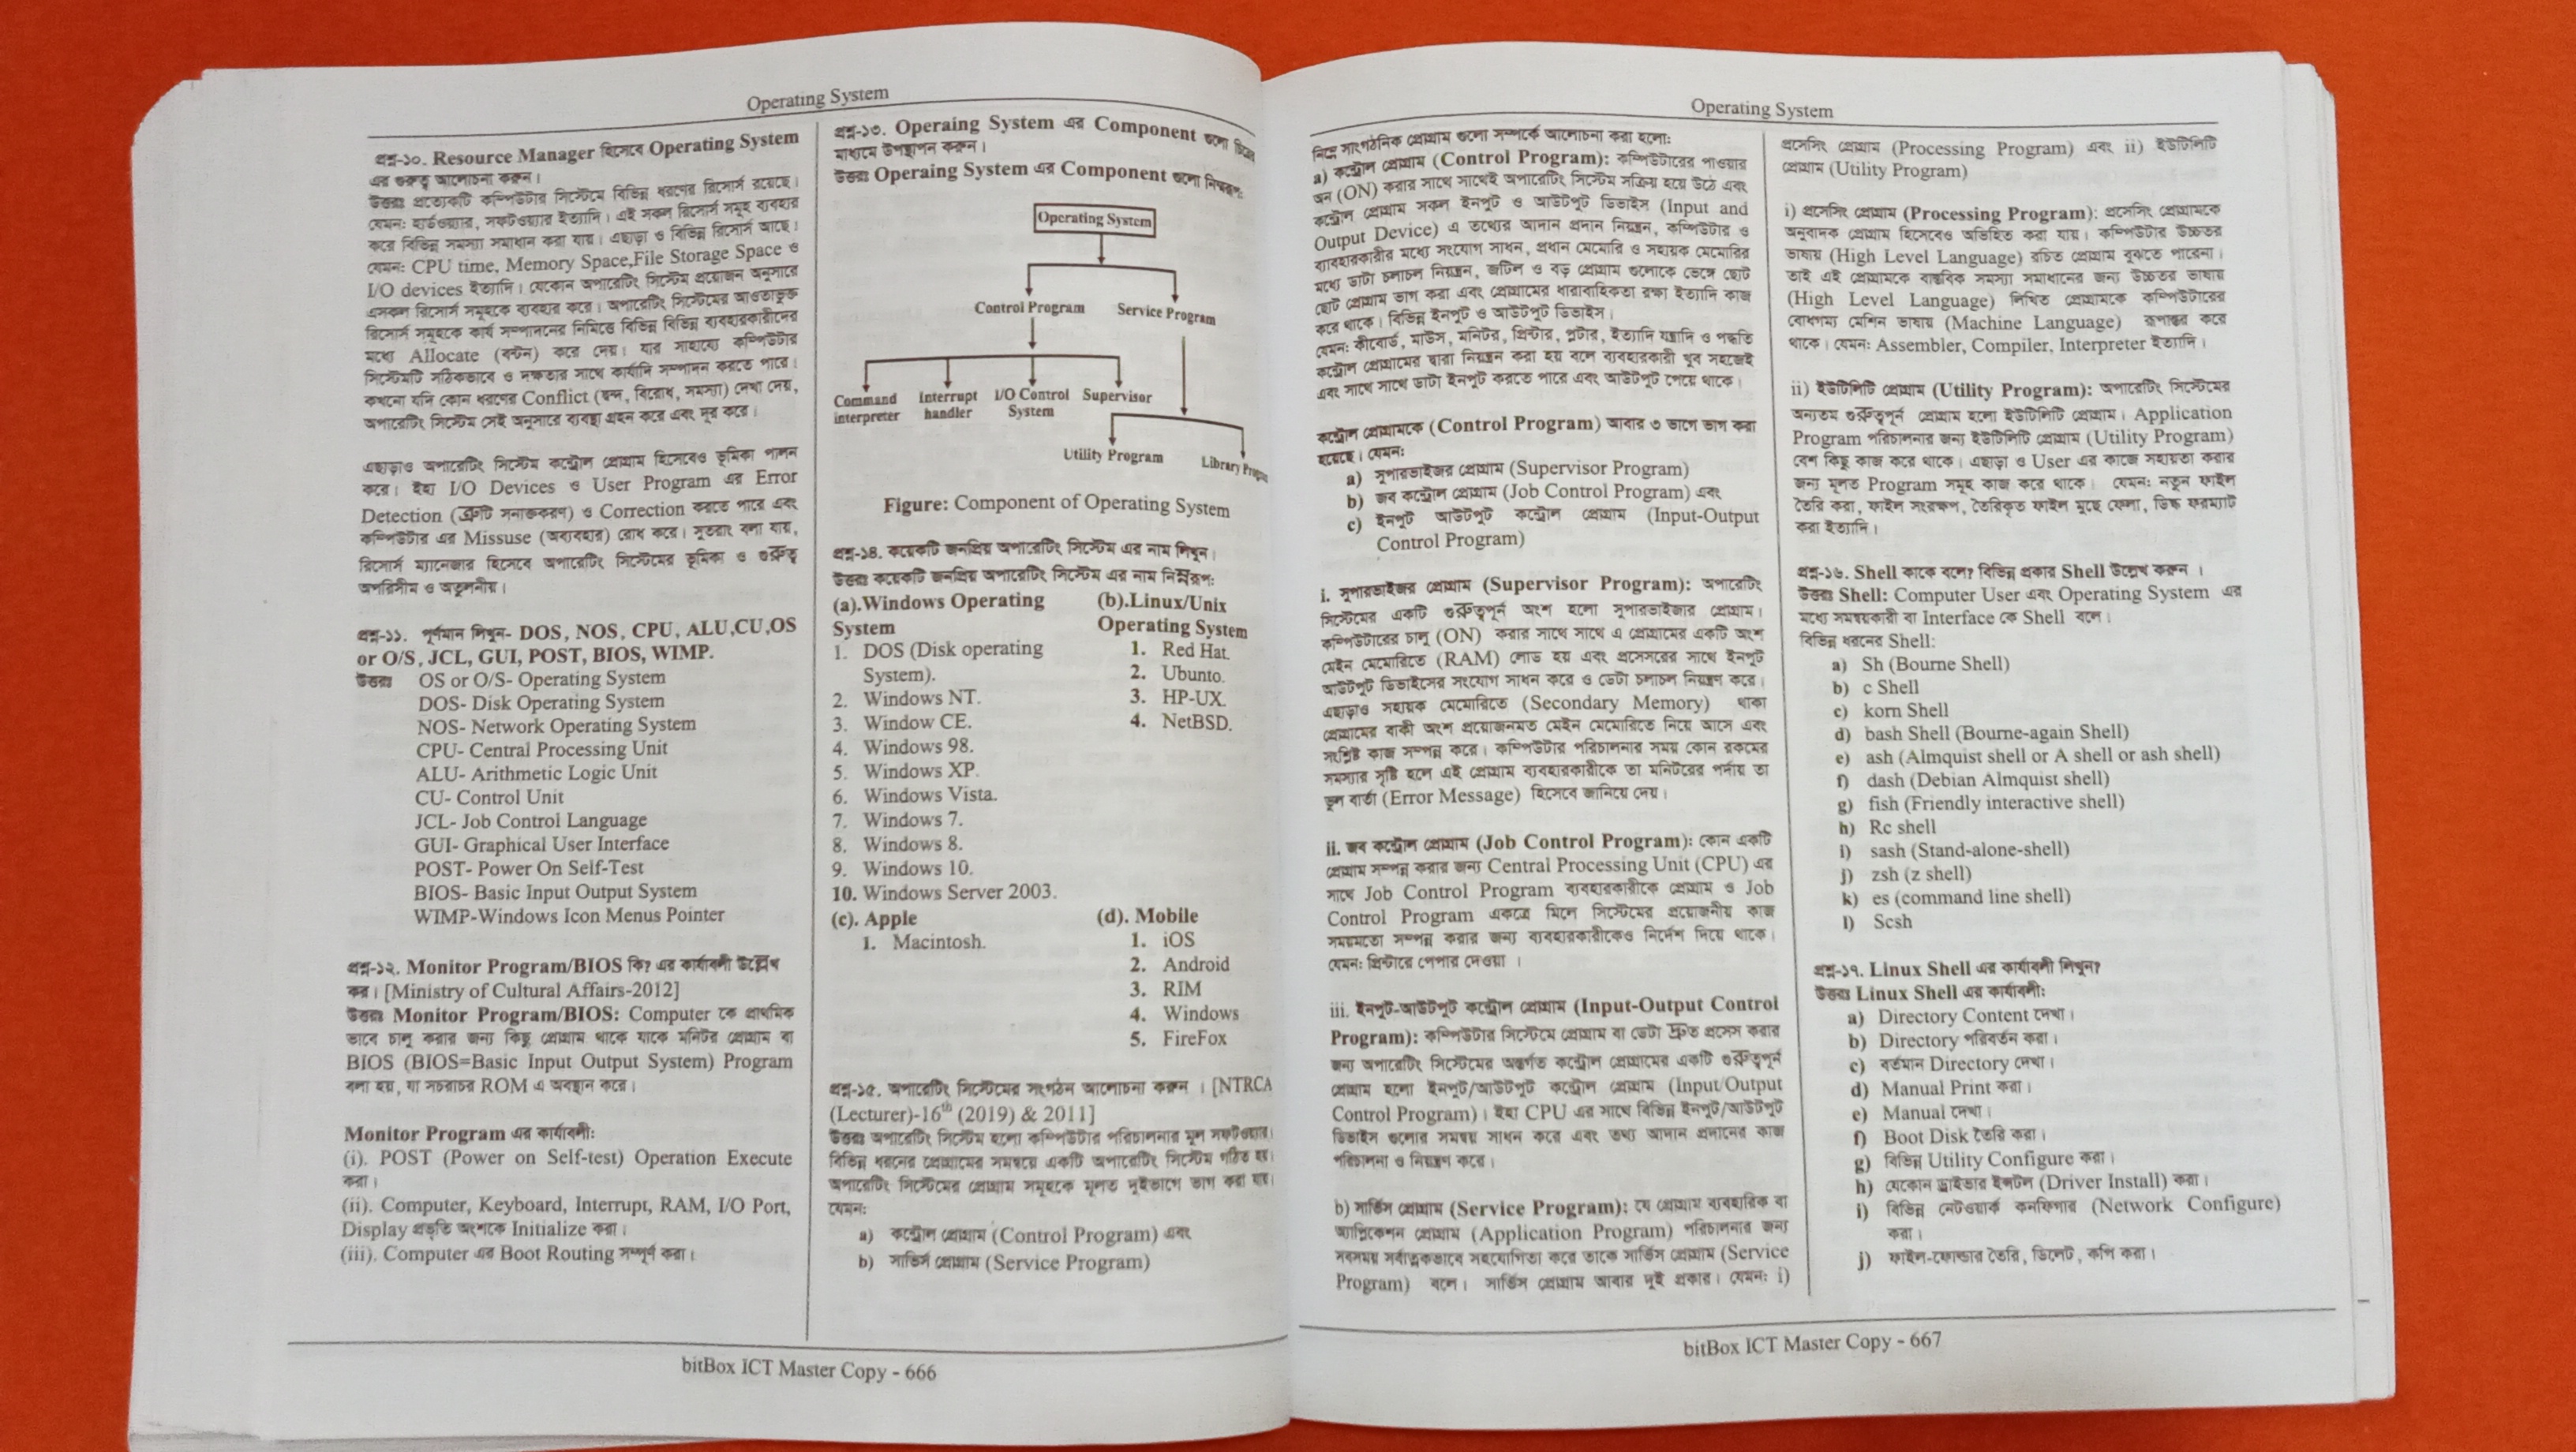 Operating System
প্রশ্ন-১০. Resource Manager হিসেবে Operating System
এর গুরুত্ব আলোচনা করুন।
উত্তরঃ প্রত্যেকটি কম্পিউটার সিস্টেমে বিভিন্ন ধরণের রিসোর্স রয়েছে।
যেমন: হার্ডওয়্যার, সফটওয়্যার ইত্যাদি। এই সকল রিসোর্স সমূহ ব্যবহার
করে বিভিন্ন সমস্যা সমাধান করা যায়। এছাড়া ও বিভিন্ন রিসোর্স আছে।
যেমন: CPU time, Memory Space,File Storage Space ও
I/O devices ইত্যাদি। যেকোন অপারেটিং সিস্টেম প্রয়োজন অনুসারে
এসকল রিসোর্স সমূহকে ব্যবহার করে। অপারেটিং সিস্টেমের আওতাভুক্ত
রিসোর্স সমূহকে কার্য সম্পাদনের নিমিত্তে বিভিন্ন বিভিন্ন ব্যবহারকারীদের
মধ্যে Allocate (বন্টন) করে দেয়। যার সাহায্যে কম্পিউটার
সিস্টেমটি সঠিকভাবে ও দক্ষতার সাথে কার্যাদি সম্পাদন করতে পারে।
কখনো যদি কোন ধরণের Conflict (দ্বন্দ, বিরোধ, সমস্যা) দেখা দেয়,
অপারেটিং সিস্টেম সেই অনুসারে ব্যবস্থা গ্রহন করে এবং দূর করে।
এছাড়াও অপারেটিং সিস্টেম কন্ট্রোল প্রোগ্রাম হিসেবেও ভূমিকা পালন
করে। ইহা I/O Devices ও User Program এর Error
Detection (ত্রুটি সনাক্তকরণ) ও Correction করতে পারে এবং
কম্পিউটার এর Missuse (অব্যবহার) রোধ করে। সুতরাং বলা যায়,
রিসোর্স ম্যানেজার হিসেবে অপারেটিং সিস্টেমের ভূমিকা ও গুরুত্ব
অপরিসীম ও অতুলনীয়।
প্রশ্ন-১১. পূর্ণমান লিখুন- DOS, NOS, CPU, ALU,CU,OS
or O/S, JCL, GUI, POST, BIOS, WIMP.
উত্তরঃ OS or O/S- Operating System
DOS- Disk Operating System
NOS- Network Operating System
CPU- Central Processing Unit
ALU- Arithmetic Logic Unit
CU- Control Unit
JCL- Job Control Language
GUI- Graphical User Interface
POST- Power On Self-Test
BIOS- Basic Input Output System
WIMP-Windows Icon Menus Pointer
প্রশ্ন-১২. Monitor Program/BIOS কি? এর কার্যাবলী উল্লেখ
কর। [Ministry of Cultural Affairs-2012]
উত্তরঃ Monitor Program/BIOS: Computer কে প্রাথমিক
ভাবে চালু করার জন্য কিছু প্রোগ্রাম থাকে যাকে মনিটর প্রোগ্রাম বা
BIOS (BIOS=Basic Input Output System) Program
বলা হয়, যা সচরাচর ROM এ অবস্থান করে।
Monitor Program এর কার্যাবলী:
(i). POST (Power on Self-test) Operation Execute
করা।
(ii). Computer, Keyboard, Interrupt, RAM, I/O Port,
Display প্রভৃতি অংশকে Initialize করা।
(iii). Computer এর Boot Routing সম্পূর্ণ করা।
প্রশ্ন-১৩. Operaing System এর Component গুলো চিত্রের
মাধ্যমে উপস্থাপন করুন।
উত্তরঃ Operaing System এর Component গুলো নিম্নরূপ:
Operating System
Control Program Service Program
Command interpreter
Interrupt handler
I/O Control System
Supervisor
Utility Program Library
Figure: Component of Operating System
প্রশ্ন-১৪. কয়েকটি জনপ্রিয় অপারেটিং সিস্টেম এর নাম লিখুন।
উত্তরঃ কয়েকটি জনপ্রিয় অপারেটিং সিস্টেম এর নাম নিম্নরূপ:
(a).Windows Operating
System
1. DOS (Disk operating
System).
2. Windows NT.
3. Window CE.
4. Windows 98.
5. Windows XP.
6. Windows Vista.
7. Windows 7.
8. Windows 8.
9. Windows 10.
10. Windows Server 2003.
(b).Linux/Unix
Operating System
1. Red Hat.
2. Ubunto.
3. HP-UX.
4. NetBSD.
(c). Apple
1. Macintosh.
(d). Mobile
1. iOS
2. Android
3. RIM
4. Windows
5. FireFox
প্রশ্ন-১৫. অপারেটিং সিস্টেমের সংগঠন আলোচনা করুন। [NTRCA
(Lecturer)-16th (2019) & 2011]
উত্তরঃ অপারেটিং সিস্টেম হলো কম্পিউটার পরিচালনার মূল সফটওয়্যার।
বিভিন্ন ধরনের প্রোগ্রামের সমন্বয়ে একটি অপারেটিং সিস্টেম গঠিত হয়।
অপারেটিং সিস্টেমের প্রোগ্রাম সমূহকে মূলত দুইভাগে ভাগ করা যায়।
যেমন:
a) কন্ট্রোল প্রোগ্রাম (Control Program) এবং
b) সার্ভিস প্রোগ্রাম (Service Program)
bitBox ICT Master Copy - 666
Operating System
নিম্নে সাংগঠনিক প্রোগ্রাম গুলো সম্পর্কে আলোচনা করা হলো:
a) কন্ট্রোল প্রোগ্রাম (Control Program): কম্পিউটারের পাওয়ার
অন (ON) করার সাথে সাথেই অপারেটিং সিস্টেম সক্রিয় হয়ে উঠে এবং
কন্ট্রোল প্রোগ্রাম সকল ইনপুট ও আউটপুট ডিভাইস (Input and
Output Device) এ তথ্যের আদান প্রদান নিয়ন্ত্রন, কম্পিউটার ও
ব্যাবহারকারীর মধ্যে সংযোগ সাধন, প্রধান মেমোরি ও সহায়ক মেমোরির
মধ্যে ডাটা চলাচল নিয়ন্ত্রন, জটিল ও বড় প্রোগ্রাম গুলোকে ভেঙ্গে ছোট
ছোট প্রোগ্রাম ভাগ করা এবং প্রোগ্রামের ধারাবাহিকতা রক্ষা ইত্যাদি কাজ
করে থাকে। বিভিন্ন ইনপুট ও আউটপুট ডিভাইস।
যেমন: কীবোর্ড, মাউস, মনিটর, প্রিন্টার, প্লটার, ইত্যাদি যন্ত্রাদি ও পদ্ধতি
কন্ট্রোল প্রোগ্রামের দ্বারা নিয়ন্ত্রন করা হয় বলে ব্যবহারকারী খুব সহজেই
এবং সাথে সাথে ডাটা ইনপুট করতে পারে এবং আউটপুট পেয়ে থাকে।
কন্ট্রোল প্রোগ্রামকে (Control Program) আবার ৩ ভাগে ভাগ করা
হয়েছে। যেমন:
a) সুপারভাইজর প্রোগ্রাম (Supervisor Program)
b) জব কন্ট্রোল প্রোগ্রাম (Job Control Program) এবং
c) ইনপুট আউটপুট কন্ট্রোল প্রোগ্রাম (Input-Output
Control Program)
i. সুপারভাইজর প্রোগ্রাম (Supervisor Program): অপারেটিং
সিস্টেমের একটি গুরুত্বপূর্ন অংশ হলো সুপারভাইজার প্রোগ্রাম।
কম্পিউটারের চালু (ON) করার সাথে সাথে এ প্রোগ্রামের একটি অংশ
মেইন মেমোরিতে (RAM) লোড হয় এবং প্রসেসরের সাথে ইনপুট
আউটপুট ডিভাইসের সংযোগ সাধন করে ও ডেটা চলাচল নিয়ন্ত্রণ করে।
এছাড়াও সহায়ক মেমোরিতে (Secondary Memory) থাকা
প্রোগ্রামের বাকী অংশ প্রয়োজনমত মেইন মেমোরিতে নিয়ে আসে এবং
সংশ্লিষ্ট কাজ সম্পন্ন করে। কম্পিউটার পরিচালনার সময় কোন রকমের
সমস্যার সৃষ্টি হলে এই প্রোগ্রাম ব্যবহারকারীকে তা মনিটরের পর্দায় তা
ভুল বার্তা (Error Message) হিসেবে জানিয়ে দেয়।
ii. জব কন্ট্রোল প্রোগ্রাম (Job Control Program): কোন একটি
প্রোগ্রাম সম্পন্ন করার জন্য Central Processing Unit (CPU) এর
সাথে Job Control Program ব্যবহারকারীকে প্রোগ্রাম ও Job
Control Program একত্রে মিলে সিস্টেমের প্রয়োজনীয় কাজ
সময়মতো সম্পন্ন করার জন্য ব্যবহারকারীকেও নির্দেশ দিয়ে থাকে।
যেমন: প্রিন্টারে পেপার দেওয়া ।
iii. ইনপুট-আউটপুট কন্ট্রোল প্রোগ্রাম (Input-Output Control
Program): কম্পিউটার সিস্টেমে প্রোগ্রাম বা ডেটা দ্রুত প্রসেস করার
জন্য অপারেটিং সিস্টেমের অন্তর্গত কন্ট্রোল প্রোগ্রামের একটি গুরুত্বপূর্ন
প্রোগ্রাম হলো ইনপুট/আউটপুট কন্ট্রোল প্রোগ্রাম (Input/Output
Control Program)। ইহা CPU এর সাথে বিভিন্ন ইনপুট/আউটপুট
ডিভাইস গুলোর সমন্বয় সাধন করে এবং তথ্য আদান প্রদানের কাজ
পরিচালনা ও নিয়ন্ত্রণ করে।
b) সার্ভিস প্রোগ্রাম (Service Program): যে প্রোগ্রাম ব্যবহারিক বা
অ্যাপ্লিকেশন প্রোগ্রাম (Application Program) পরিচালনার জন্য
সবসময় সর্বাত্মকভাবে সহযোগিতা করে তাকে সার্ভিস প্রোগ্রাম (Service
Program) বলে। সার্ভিস প্রোগ্রাম আবার দুই প্রকার। যেমন: i)
প্রসেসিং প্রোগ্রাম (Processing Program) এবং ii) ইউটিলিটি
প্রোগ্রাম (Utility Program)
i) প্রসেসিং প্রোগ্রাম (Processing Program): প্রসেসিং প্রোগ্রামকে
অনুবাদক প্রোগ্রাম হিসেবেও অভিহিত করা যায়। কম্পিউটার উচ্চতর
ভাষায় (High Level Language) রচিত প্রোগ্রাম বুঝতে পারেনা।
তাই এই প্রোগ্রামকে বাস্তবিক সমস্যা সমাধানের জন্য উচ্চতর ভাষায়
(High Level Language) লিখিত প্রোগ্রামকে কম্পিউটারের
বোধগম্য মেশিন ভাষায় (Machine Language) রূপান্তর করে
থাকে। যেমন: Assembler, Compiler, Interpreter ইত্যাদি।
ii) ইউটিলিটি প্রোগ্রাম (Utility Program): অপারেটিং সিস্টেমের
অন্যতম গুরুত্বপূর্ন প্রোগ্রাম হলো ইউটিলিটি প্রোগ্রাম। Application
Program পরিচালনার জন্য ইউটিলিটি প্রোগ্রাম (Utility Program)
বেশ কিছু কাজ করে থাকে। এছাড়া ও User এর কাজে সহায়তা করার
জন্য মূলত Program সমূহ কাজ করে থাকে। যেমন: নতুন ফাইল
তৈরি করা, ফাইল সংরক্ষণ, তৈরিকৃত ফাইল মুছে ফেলা, ডিস্ক ফরম্যাট
করা ইত্যাদি।
প্রশ্ন-১৬. Shell কাকে বলে? বিভিন্ন প্রকার Shell উল্লেখ করুন ।
উত্তরঃ Shell: Computer User এবং Operating System এর
মধ্যে সমন্বয়কারী বা Interface কে Shell বলে।
বিভিন্ন ধরনের Shell:
a) Sh (Bourne Shell)
b) c Shell
c) korn Shell
d) bash Shell (Bourne-again Shell)
e) ash (Almquist shell or A shell or ash shell)
f) dash (Debian Almquist shell)
g) fish (Friendly interactive shell)
h) Rc shell
i) sash (Stand-alone-shell)
j) zsh (z shell)
k) es (command line shell)
l) Scsh
প্রশ্ন-১৭. Linux Shell এর কার্যাবলী লিখুন?
উত্তরঃ Linux Shell এর কার্যাবলী:
a) Directory Content দেখা।
b) Directory পরিবর্তন করা।
c) বর্তমান Directory দেখা।
d) Manual Print করা।
e) Manual দেখা।
f) Boot Disk তৈরি করা।
g) বিভিন্ন Utility Configure করা।
h) যেকোন ড্রাইভার ইন্সটল (Driver Install) করা।
i) বিভিন্ন নেটওয়ার্ক কনফিগার (Network Configure)
করা।
j) ফাইল-ফোল্ডার তৈরি, ডিলেট, কপি করা।
bitBox ICT Master Copy - 667